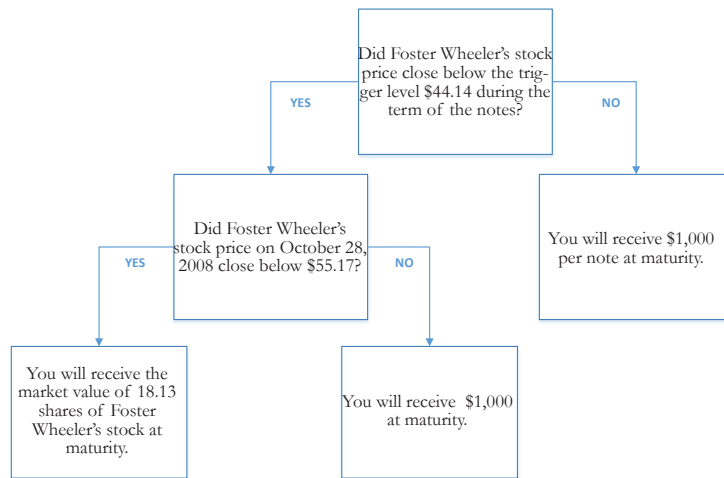 Did Foster Wheeler's stock
price close below the trig-
ger level $44.14 during the
term of the notes?
YES
NO
Did Foster Wheeler's
stock price on October 28,
2008 close below $55.17?
You will receive $1,000
per note at maturity.
YES
NO
You will receive the
market value of 18.13
shares of Foster
Wheeler's stock at
maturity.
You will receive $1,000
at maturity.